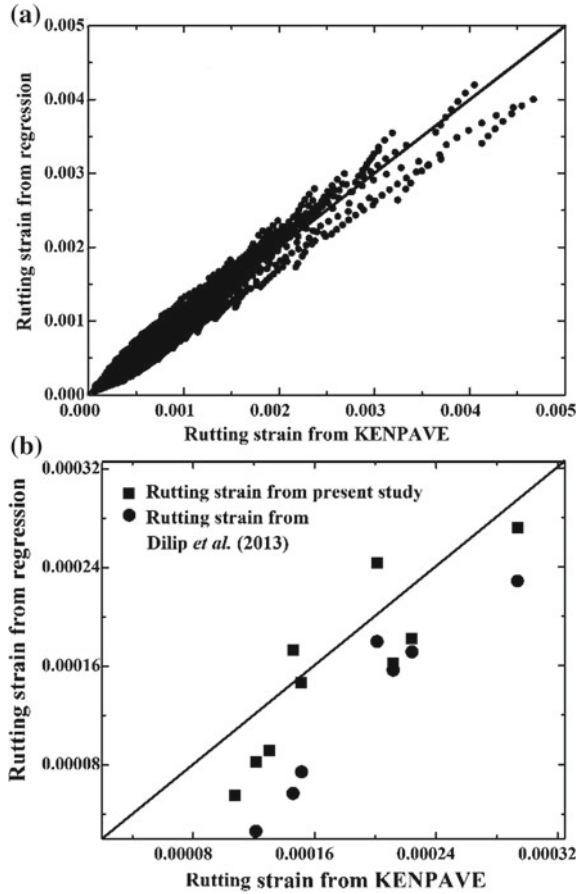 (a)
0.005
0.004
0.003
0.002
0.001
0.000
Rutting strain from regression
0.000 0.001 0.002 0.003 0.004 0.005
Rutting strain from KENPAVE
(b)
0.00032
0.00024
0.00016
0.00008
Rutting strain from regression
Rutting strain from present study
Rutting strain from
Dilip et al. (2013)
0.00008 0.00016 0.00024 0.00032
Rutting strain from KENPAVE